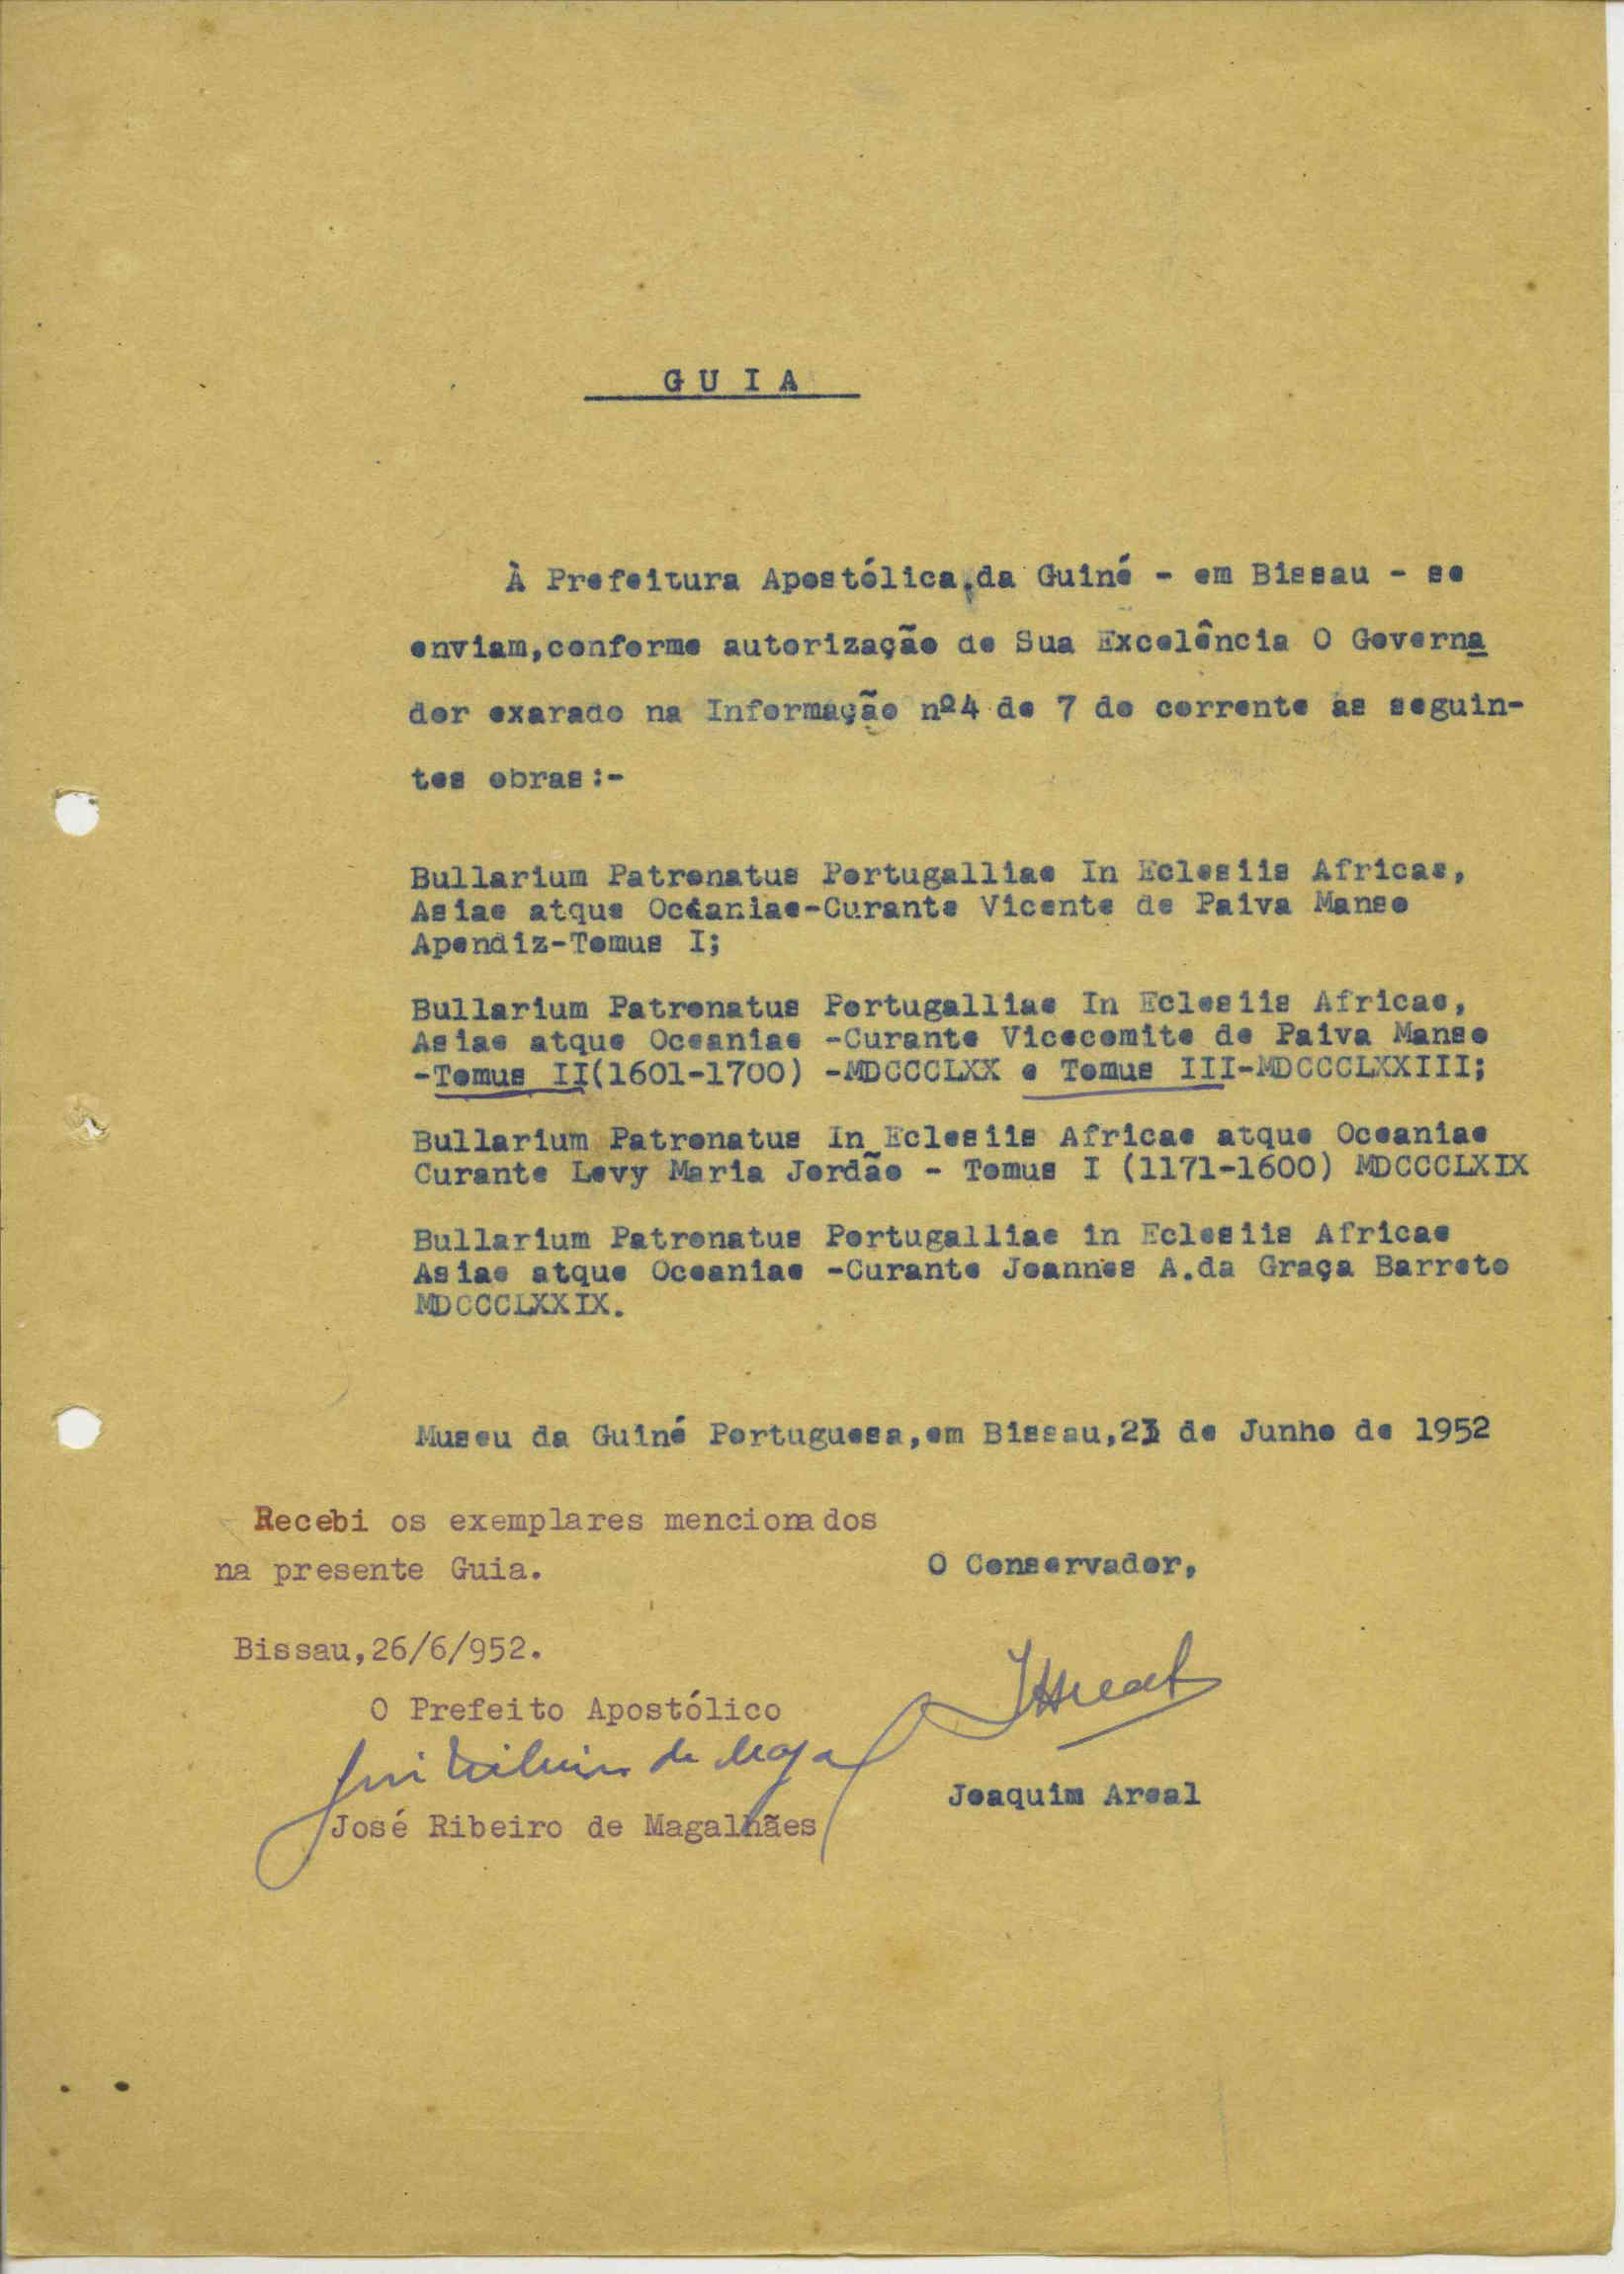 G U I A
À Prefeitura Apostólica da Guiné - em Bissau - se
enviam,conforme autorização de Sua Excelência O Governa
dor exarado na Informação nº4 de 7 do corrente as seguin-
tes obras:-
Bullarium Patronatus Portugalliae In Eclesiis Africae,
Asiae atque Oceaniae-Curante Vicente de Paiva Manso
Apendiz-Tomus I;
Bullarium Patronatus Portugalliae In Eclesiis Africae,
Asiae atque Oceaniae -Curante Vicecomite de Paiva Manso
-Tomus II(1601-1700) -MDCCCLXX e Tomus III-MDCCCLXXIII;
Bullarium Patronatus In Eclesiis Africae atque Oceaniae
Curante Levy Maria Jordão - Tomus I (1171-1600) MDCCCLXIX
Bullarium Patronatus Portugalliae in Eclesiis Africae
Asiae atque Oceaniae -Curante Joannes A.da Graça Barreto
MDCCCLXXIX.
Museu da Guiné Portuguesa,em Bissau, de Junho de 1952
Recebi os exemplares mencionados
na presente Guia.
O Conservador,
Bissau,26/6/952.
O Prefeito Apostólico
José Ribeiro de Magalhães
Joaquim Areal